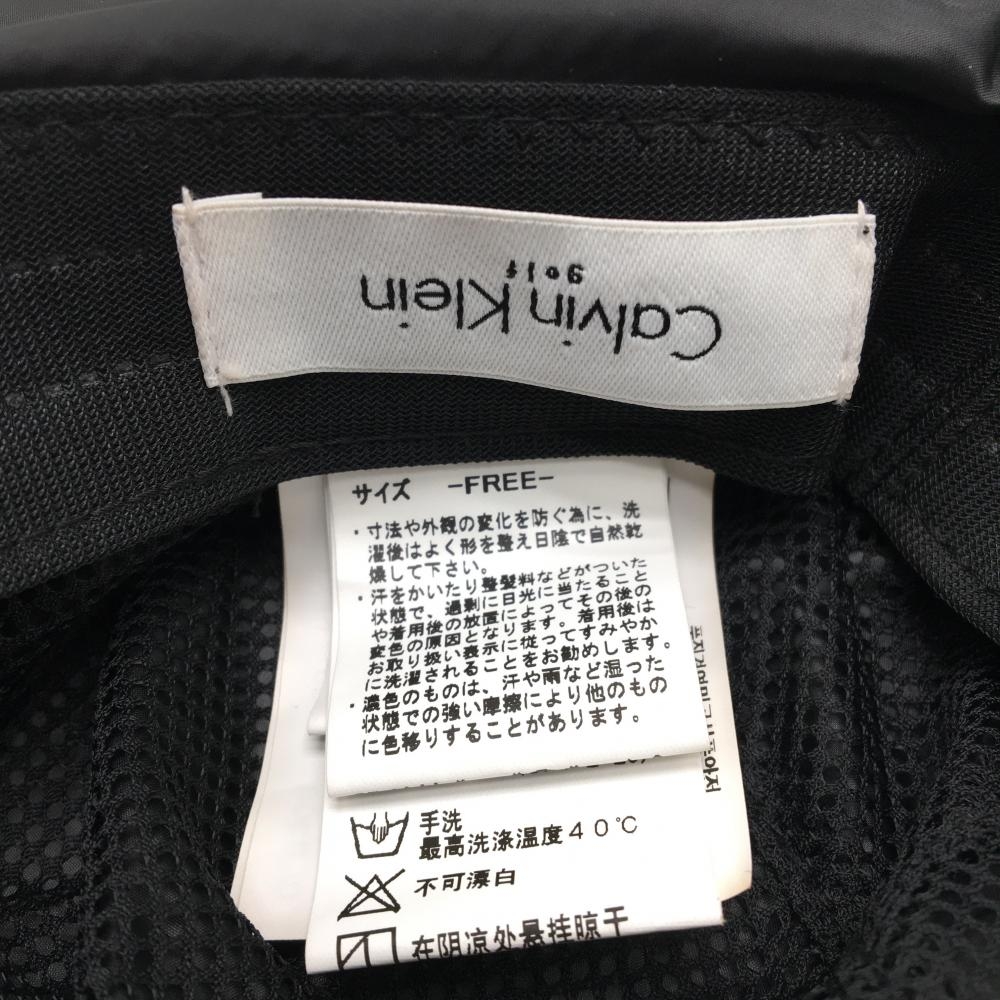 Calvin Klein
golf
サイズ -FREE-
・寸法や外観の変化を防ぐ為に、洗
濯後はよく形を整え日陰で自然乾
燥して下さい。
・汗をかいたり整髪料などがついた
状態で、過剰に日光に当たること
や着用後の放置によってその後の
変色の原因となります。着用後は
お取り扱い表示に従ってすみやか
に洗濯されることをお勧めします。
・濃色のものは、汗や雨など湿った
状態での強い摩擦により他のもの
に色移りすることがあります。
手洗
最高洗涤温度40℃
不可漂白
在阴凉处悬挂晾干